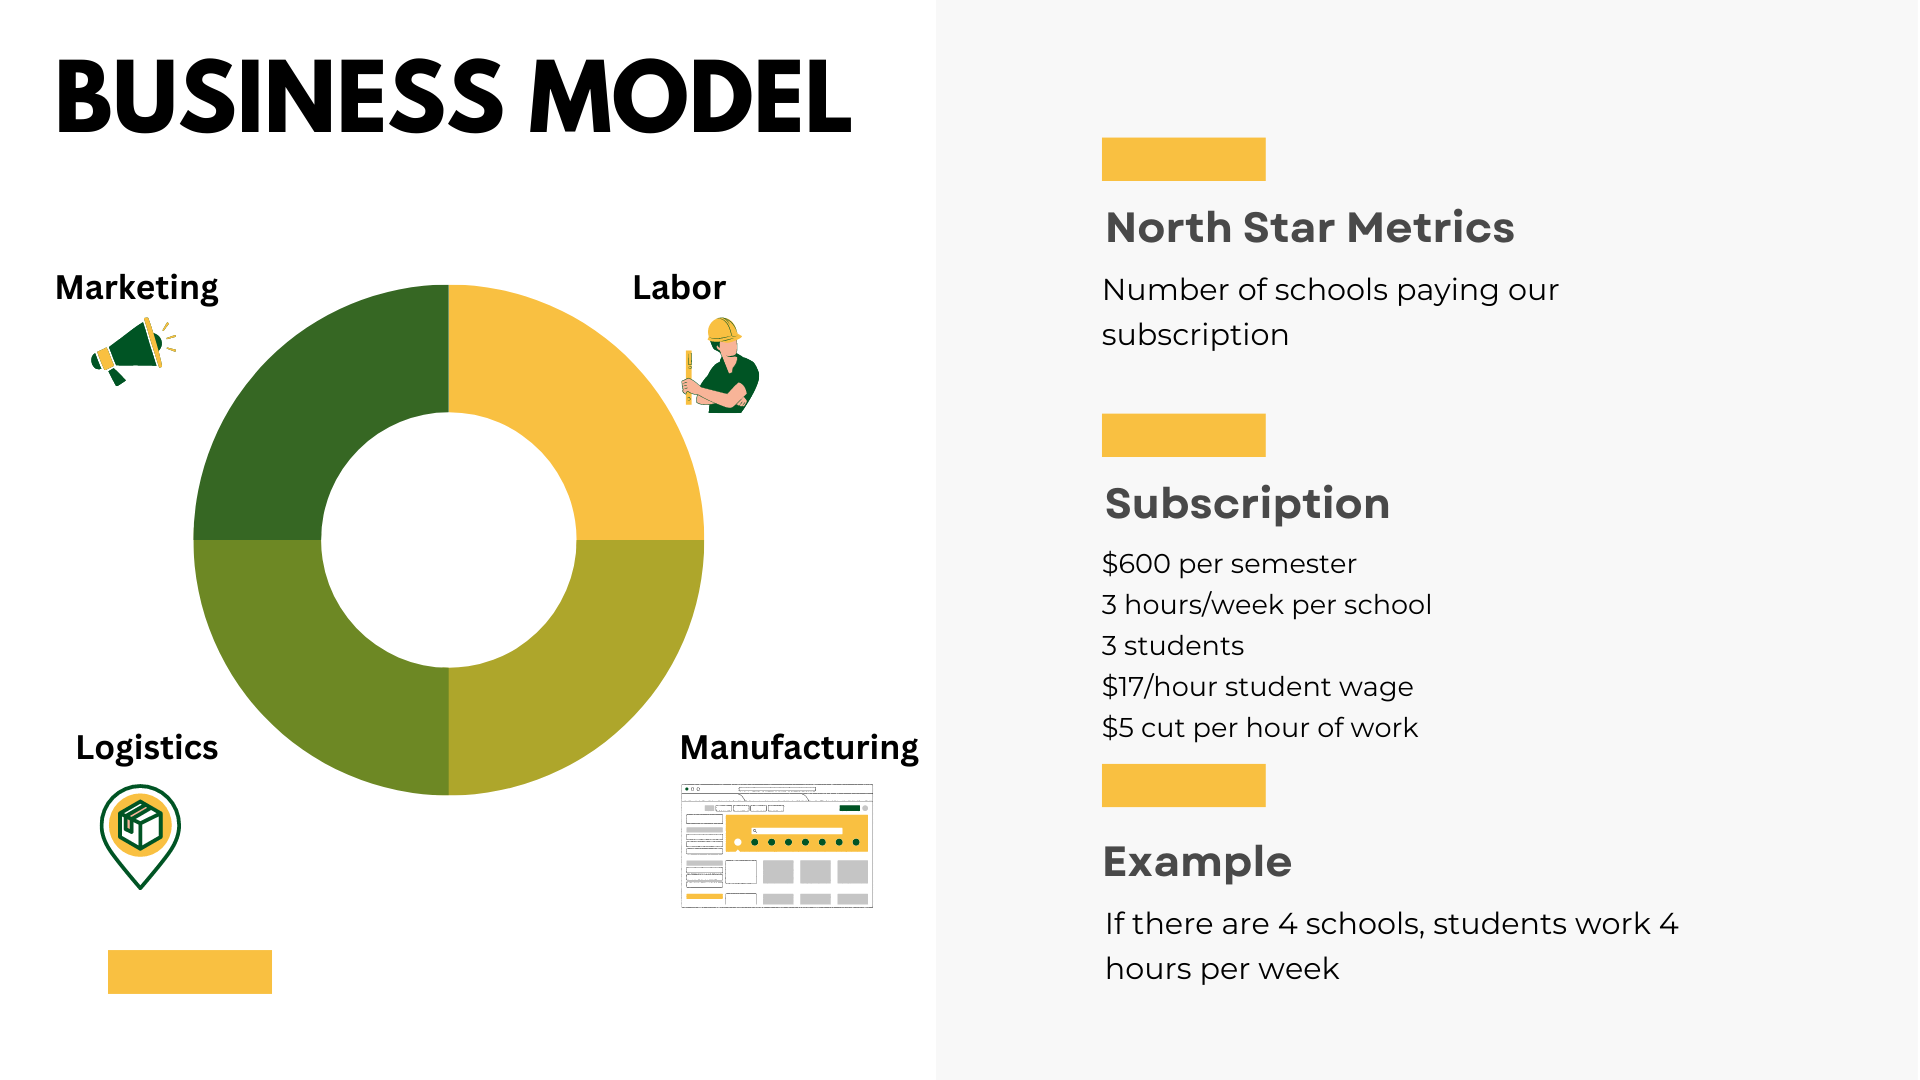 BUSINESS MODEL
Marketing
Labor
Logistics
Manufacturing
North Star Metrics
Number of schools paying our
subscription
Subscription
$600 per semester
3 hours/week per school
3 students
$17/hour student wage
$5 cut per hour of work
Example
If there are 4 schools, students work 4
hours per week